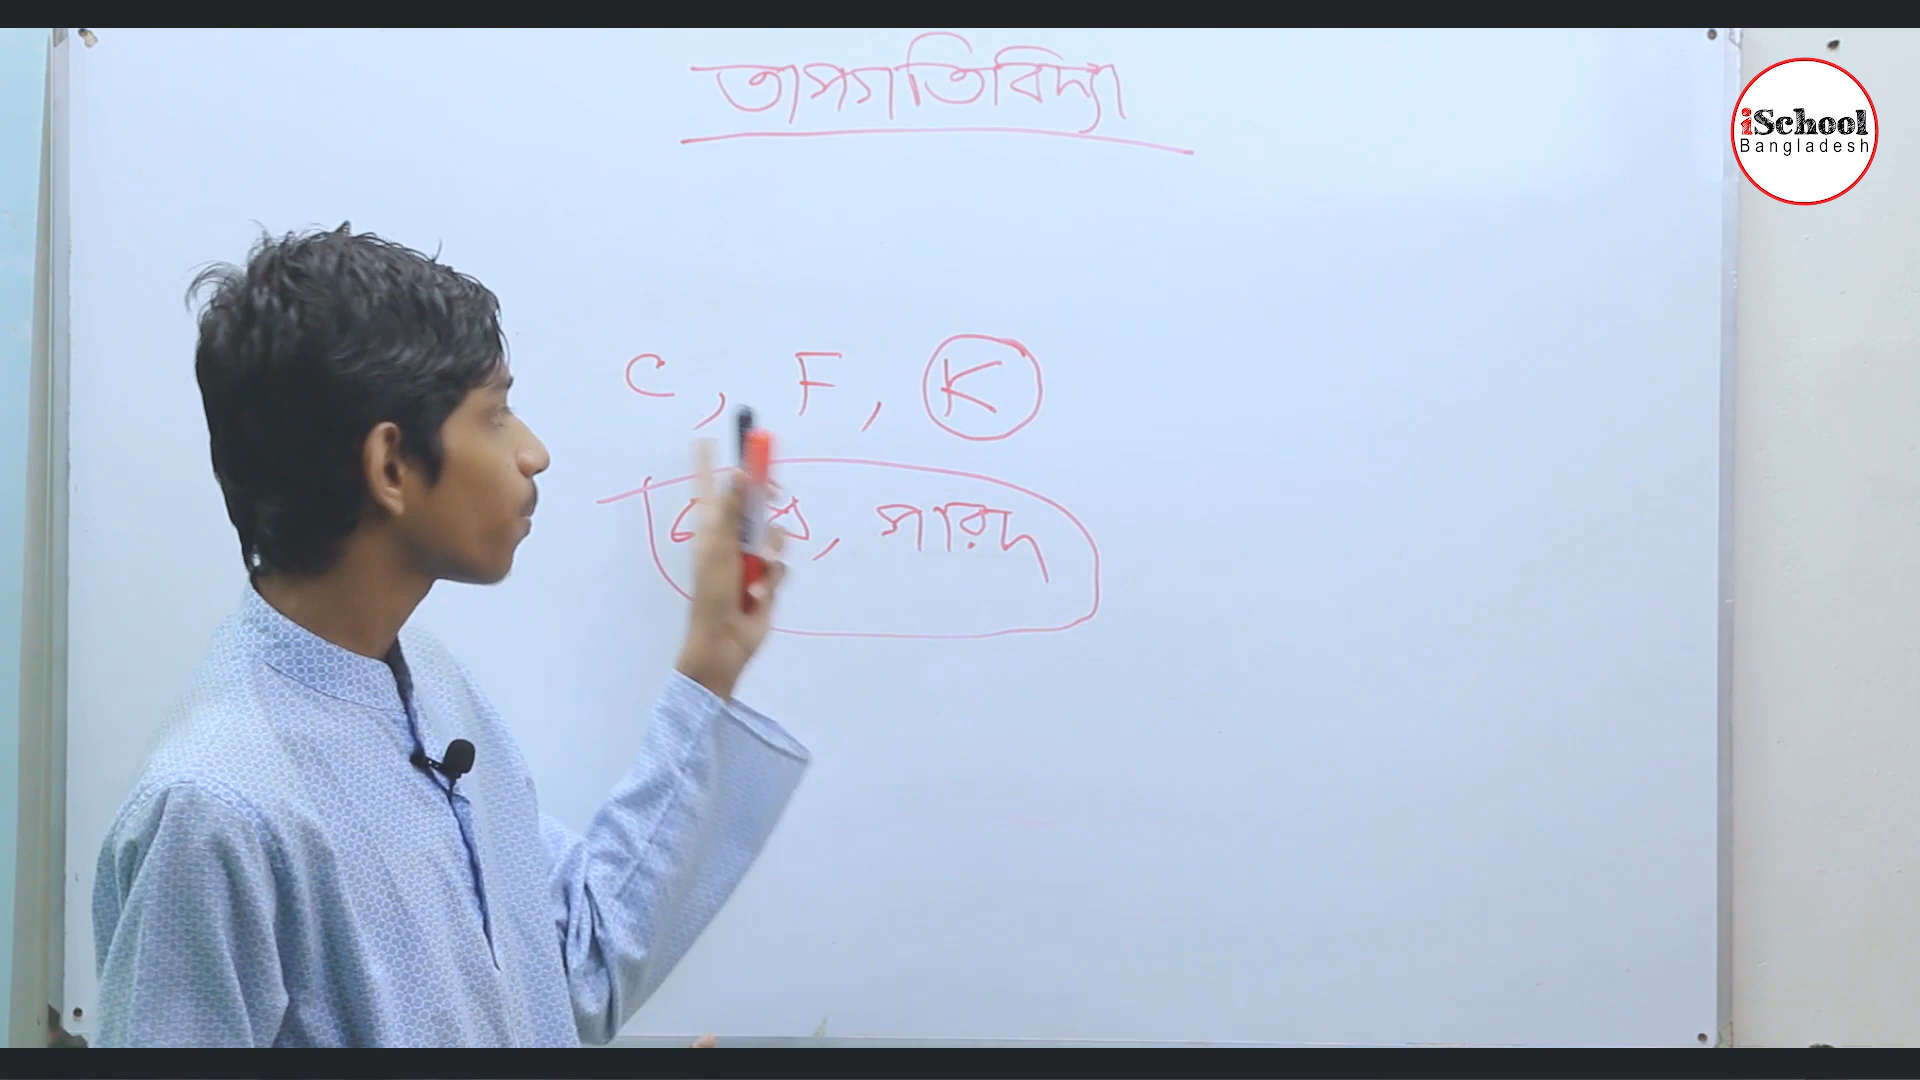 তাপগতিবিদ্যা
iSchool
Bangladesh
C, F, K
, পারদ